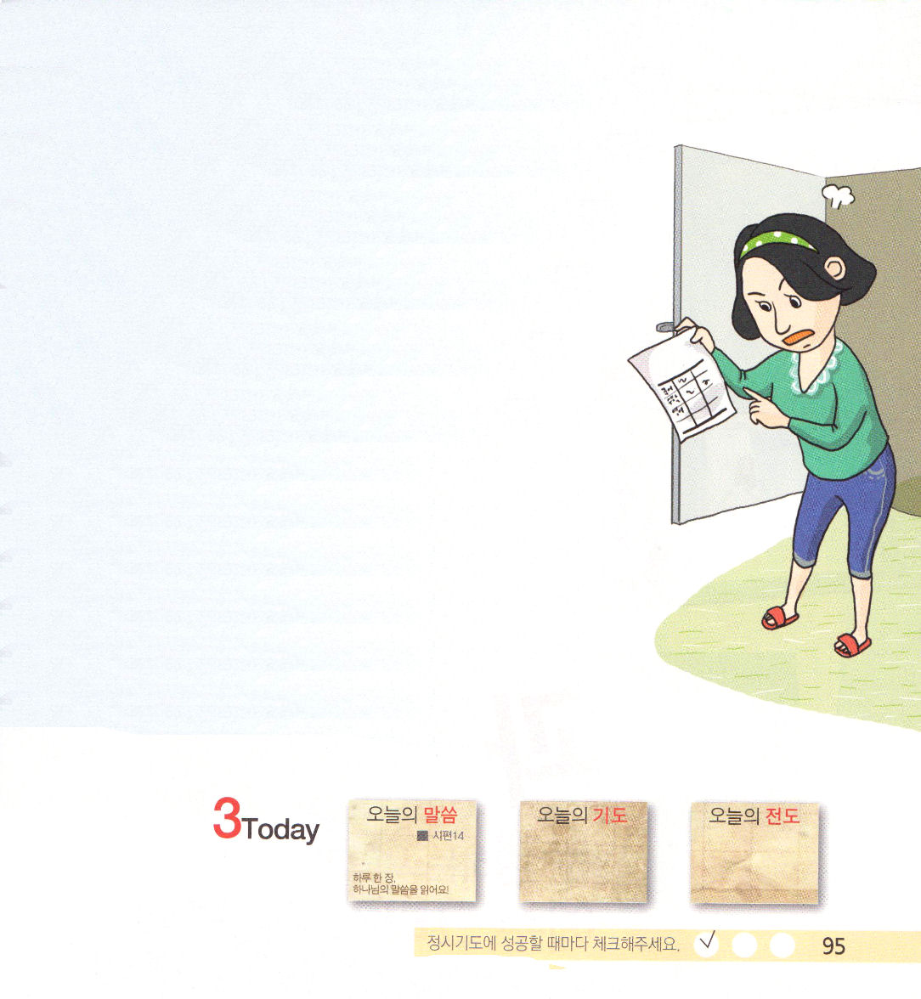 3Today
오늘의 말씀
■ 시편14
하루 한 장,
하나님의 말씀을 읽어요!
오늘의 기도
오늘의 전도
정시기도에 성공할 때마다 체크해주세요.
95